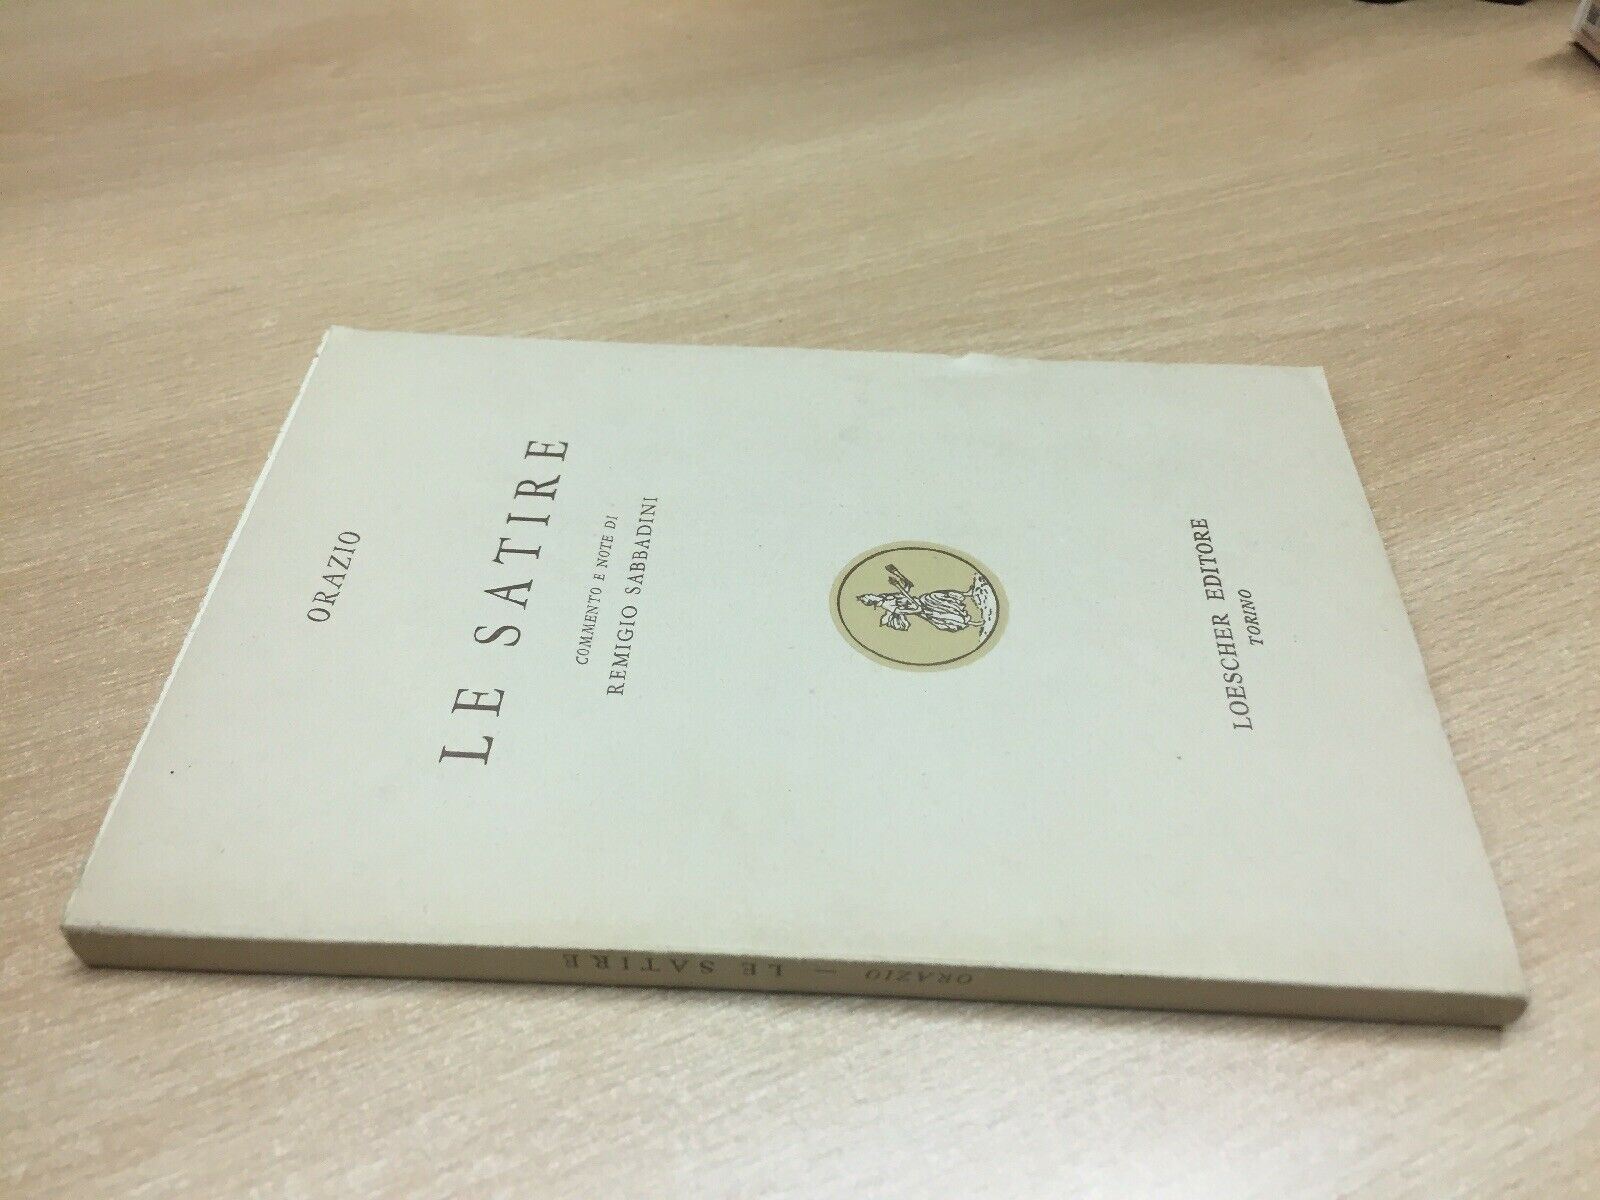 ORAZIO
LE SATIRE
COMMENTO E NOTE DI
REMIGIO SABBADINI
LOESCHER EDITORE
TORINO
ORAZIO — LE SATIRE